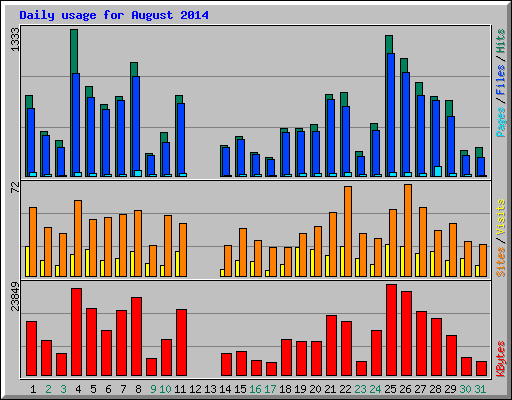 Daily usage for August 2014
1333
Pages / Files / Hits
72
Sites / Visits
23849
KBytes
1 2 3 4 5 6 7 8 9 10 11 12 13 14 15 16 17 18 19 20 21 22 23 24 25 26 27 28 29 30 31